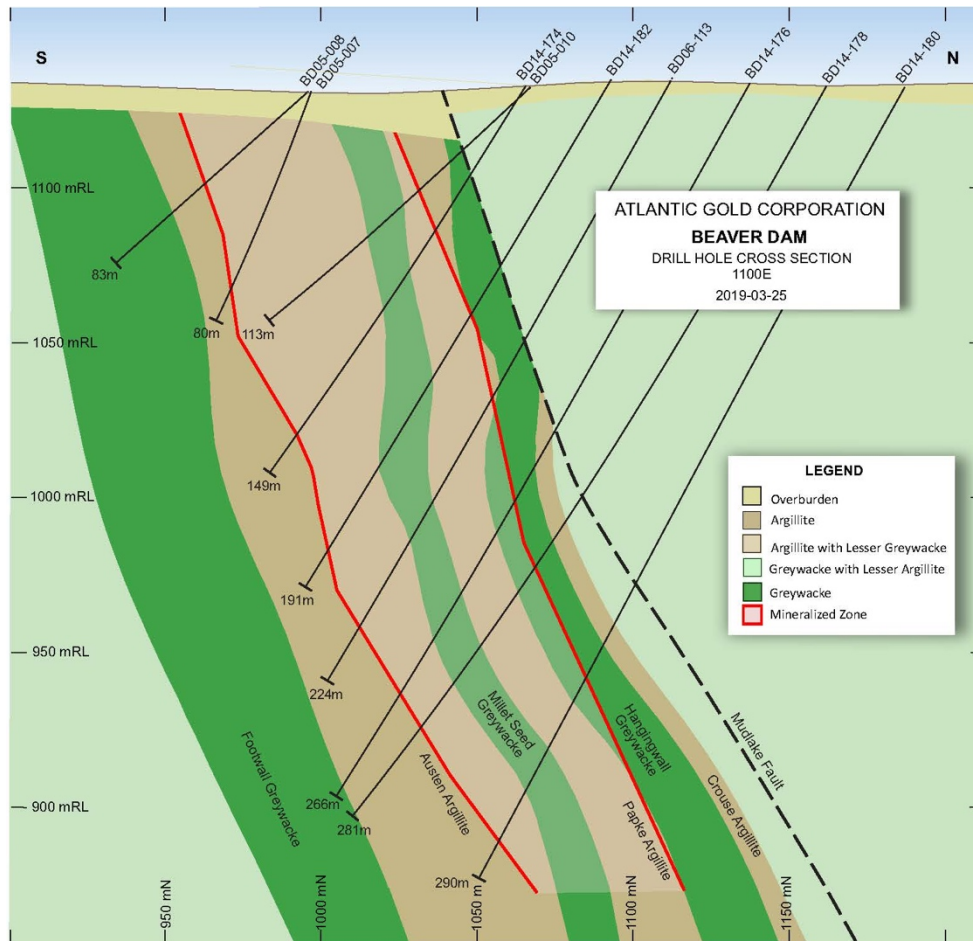 S
N
BD05-008
BD05-007
BD14-174
BD05-010
BD14-182
BD06-113
BD14-176
BD14-178
BD14-180
1100 mRL
1050 mRL
1000 mRL
950 mRL
900 mRL
ATLANTIC GOLD CORPORATION
BEAVER DAM
DRILL HOLE CROSS SECTION
1100E
2019-03-25
83m
80m
113m
149m
191m
224m
266m
281m
290m
LEGEND
Overburden
Argillite
Argillite with Lesser Greywacke
Greywacke with Lesser Argillite
Greywacke
Mineralized Zone
Footwall Greywacke
Austen Argillite
Millet Seed
Greywacke
Hangingwall
Greywacke
Papke Argillite
Crouse Argillite
Mudlake Fault
950 mN
1000 mN
1050 m
1100 mN
1150 mN